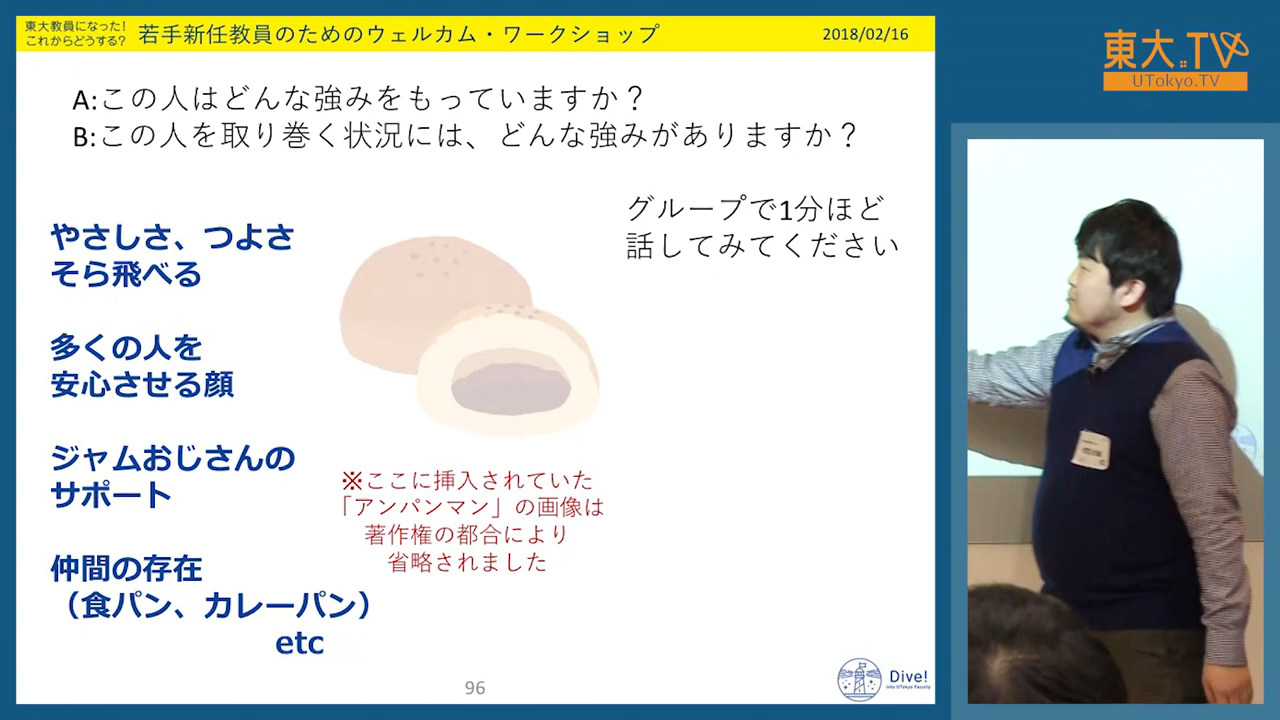 東大教員になった!
これからどうする?
若手新任教員のためのウェルカム・ワークショップ
2018/02/16
東大TV
UTokyo.TV
A:この人はどんな強みをもっていますか？
B:この人を取り巻く状況には、どんな強みがありますか？
グループで1分ほど
話してみてください
やさしさ、つよさ
そら飛べる
多くの人を
安心させる顔
ジャムおじさんの
サポート
仲間の存在
（食パン、カレーパン）
etc
※ここに挿入されていた
「アンパンマン」の画像は
著作権の都合により
省略されました
96
Dive!
into UTokyo Faculty